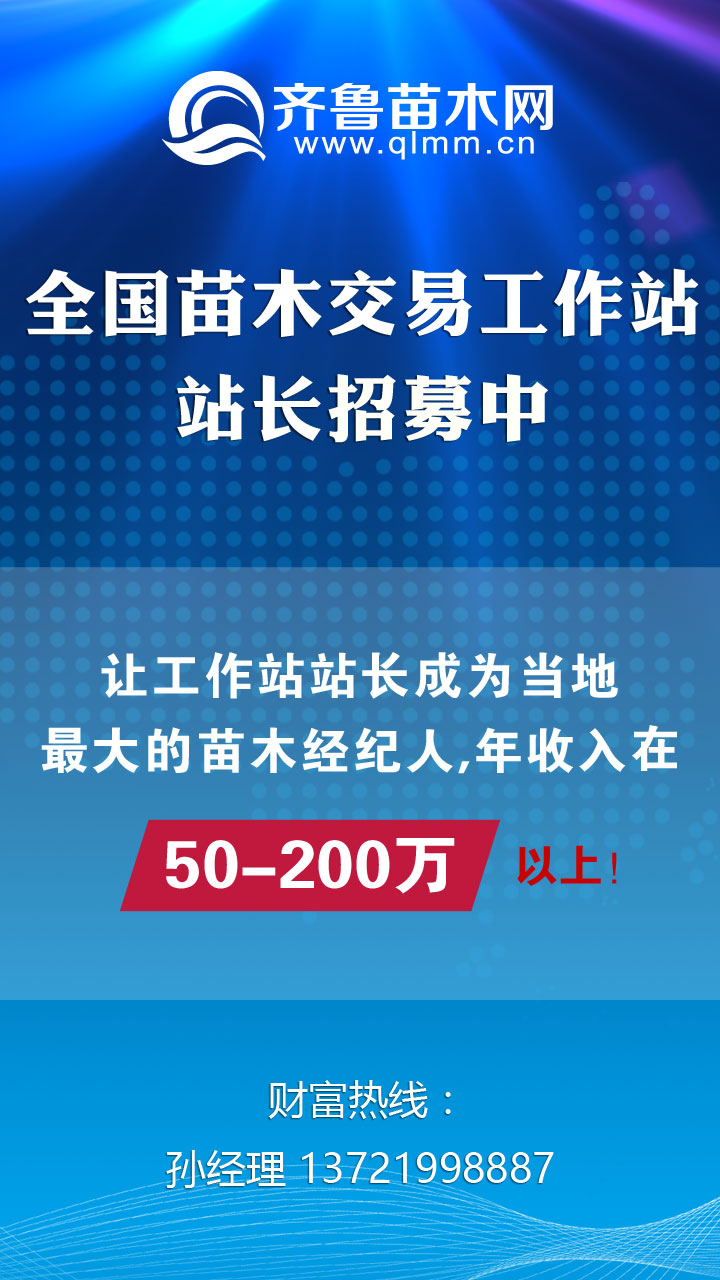 齐鲁苗木网
www.qlmm.cn
全国苗木交易工作站
站长招募中
让工作站站长成为当地
最大的苗木经纪人,年收入在
50-200万 以上!
财富热线：
孙经理 13721998887